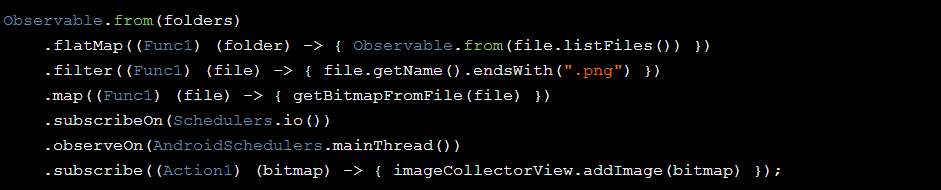 Observable.from(folders)
    .flatMap((Func1) (folder) -> { Observable.from(file.listFiles()) })
    .filter((Func1) (file) -> { file.getName().endsWith(".png") })
    .map((Func1) (file) -> { getBitmapFromFile(file) })
    .subscribeOn(Schedulers.io())
    .observeOn(AndroidSchedulers.mainThread())
    .subscribe((Action1) (bitmap) -> { imageCollectorView.addImage(bitmap) });